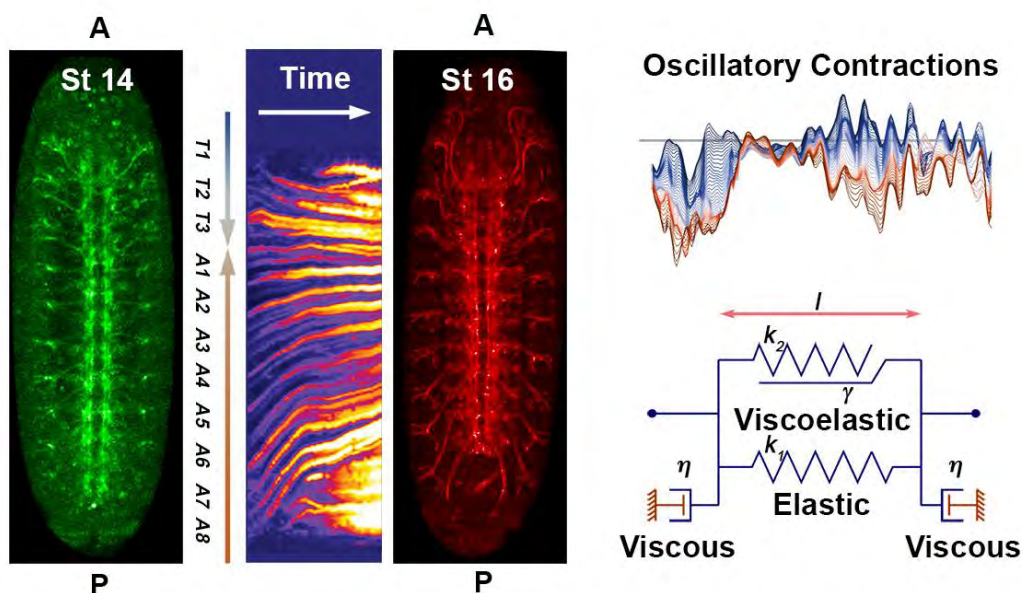 A
St 14
P
T1
T2
T3
A1
A2
A3
A4
A5
A6
A7
A8
Time
A
St 16
P
Oscillatory Contractions
l
k2
γ
Viscoelastic
k1
Elastic
η
η
Viscous
Viscous